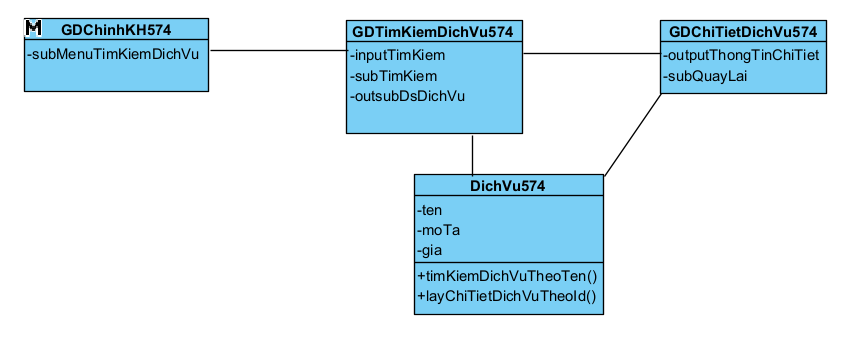 M
GDChinhKH574
-subMenuTimKiemDichVu
GDTimKiemDichVu574
-inputTimKiem
-subTimKiem
-outsubDsDichVu
GDChiTietDichVu574
-outputThongTinChiTiet
-subQuayLai
DichVu574
-ten
-moTa
-gia
+timKiemDichVuTheoTen()
+layChiTietDichVuTheoId()